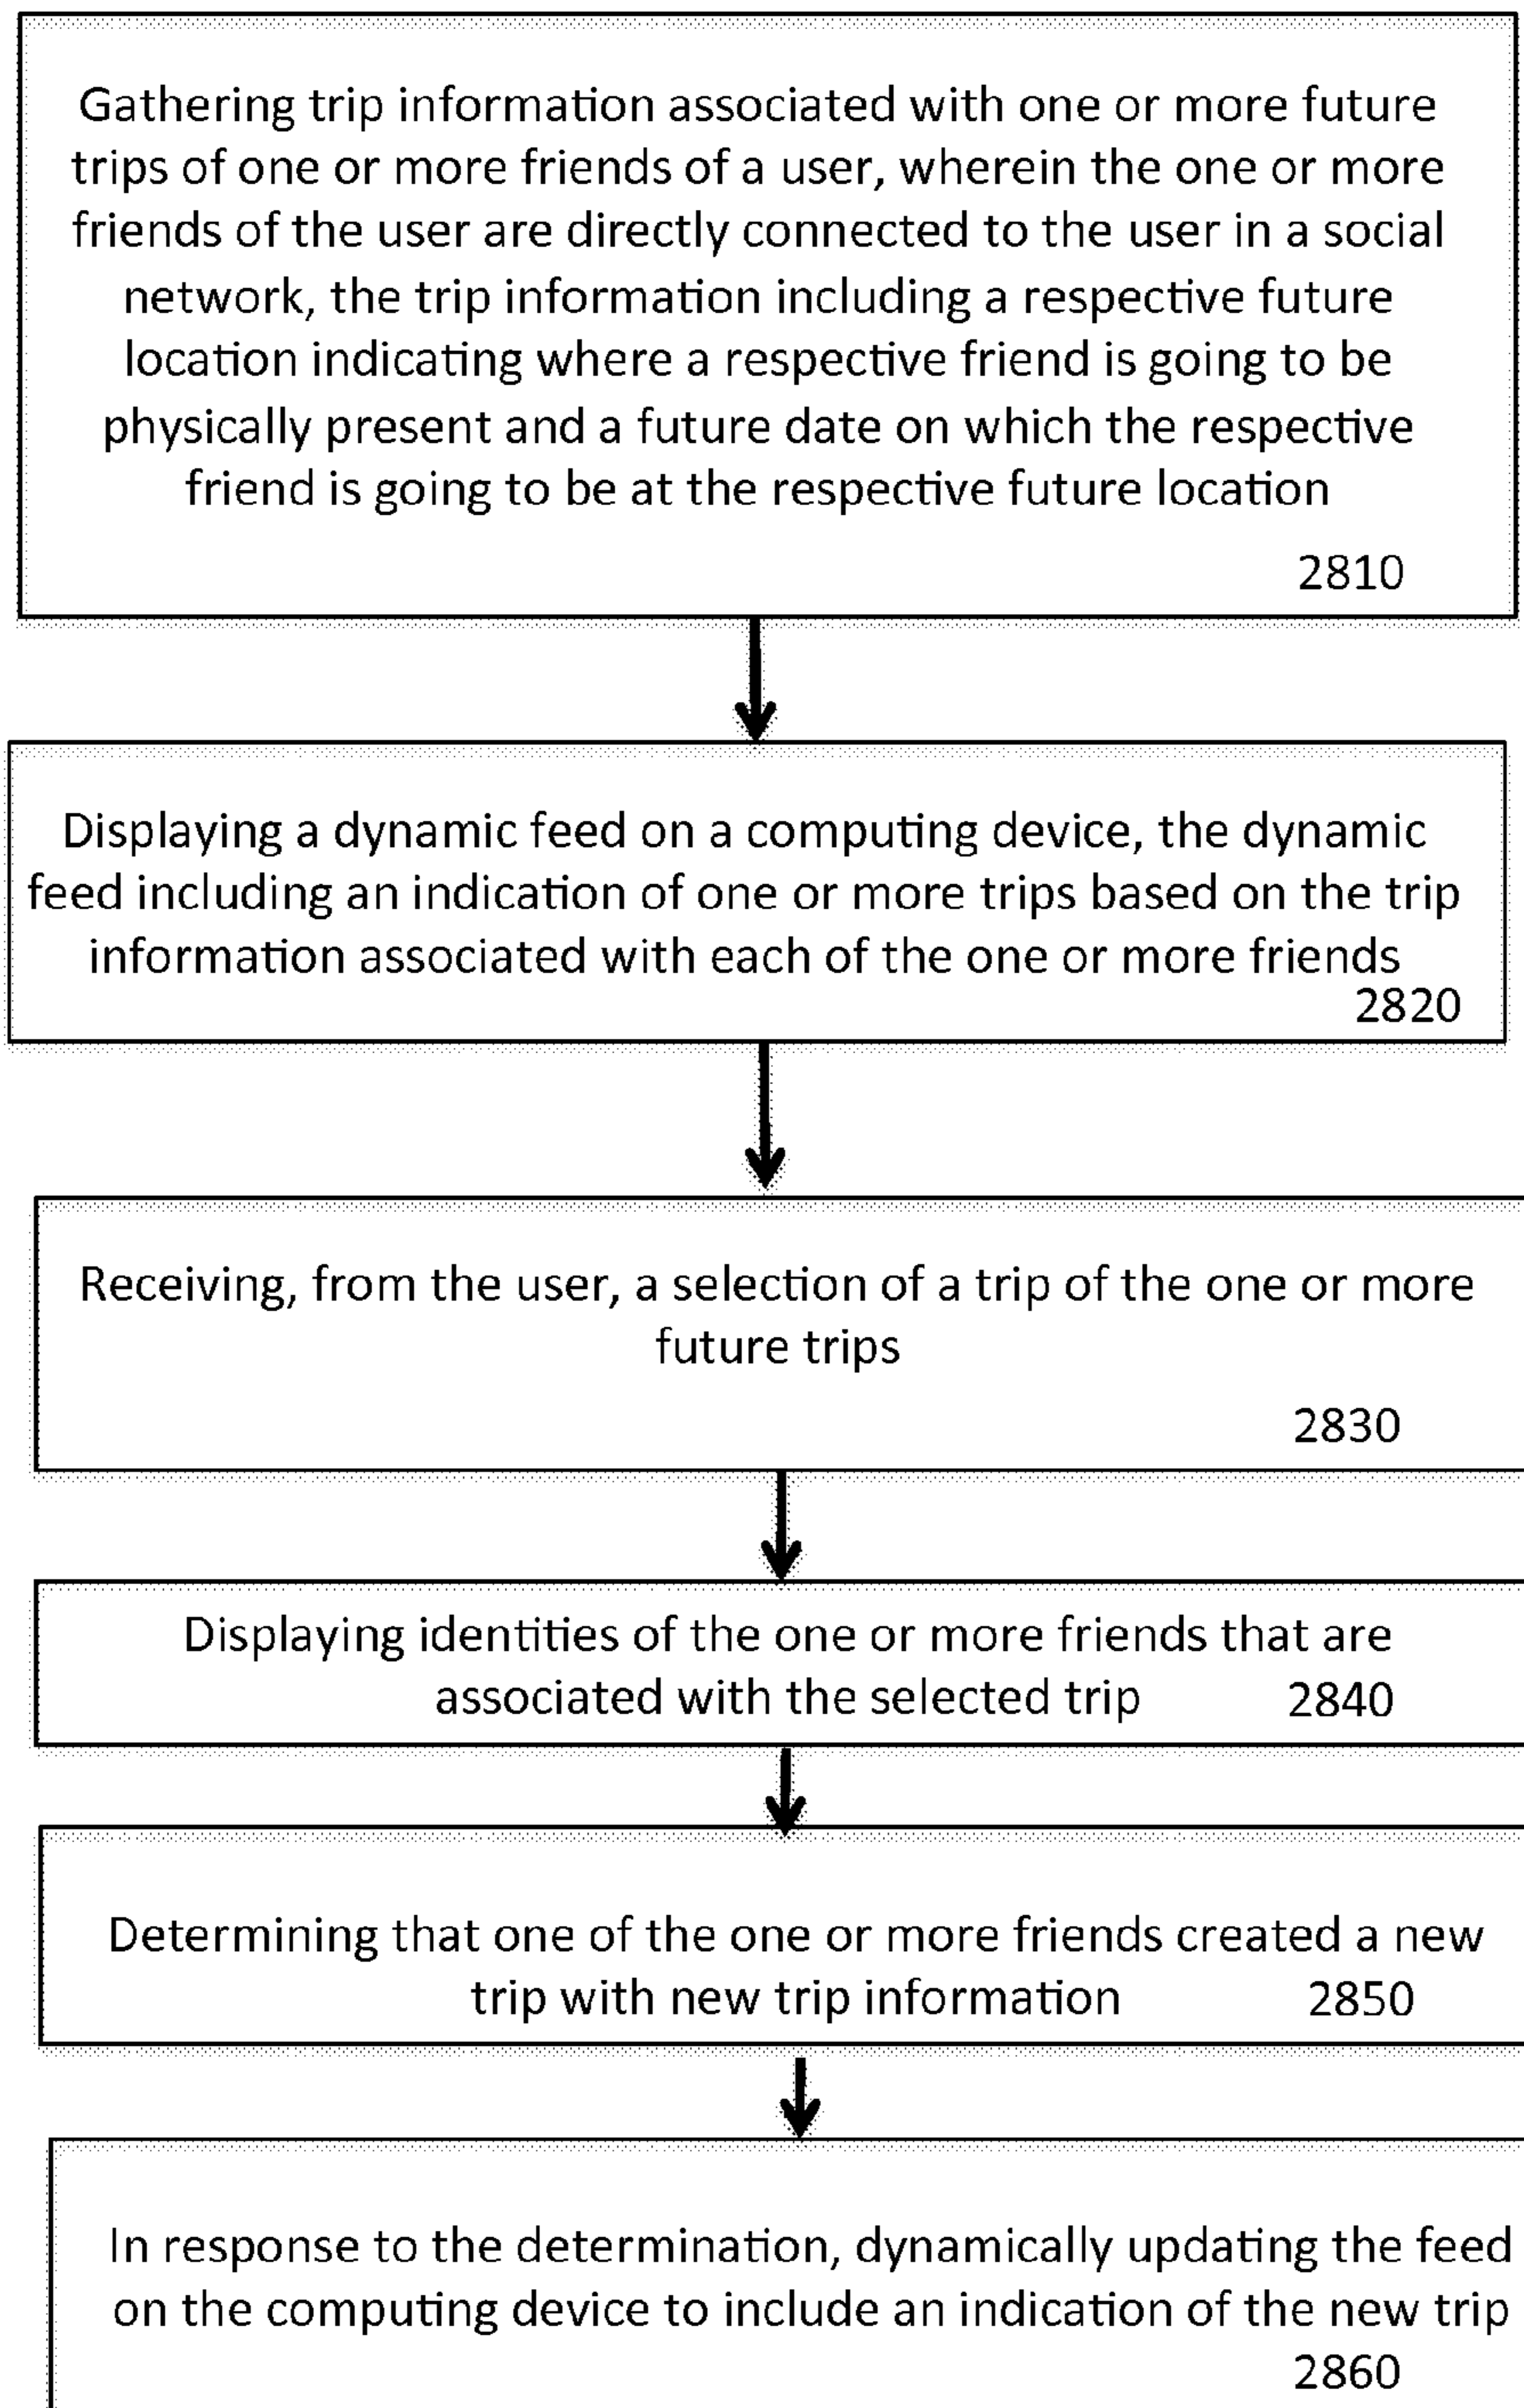 Gathering trip information associated with one or more future
trips of one or more friends of a user, wherein the one or more
friends of the user are directly connected to the user in a social
network, the trip information including a respective future
location indicating where a respective friend is going to be
physically present and a future date on which the respective
friend is going to be at the respective future location
2810
Displaying a dynamic feed on a computing device, the dynamic
feed including an indication of one or more trips based on the trip
information associated with each of the one or more friends
2820
Receiving, from the user, a selection of a trip of the one or more
future trips
2830
Displaying identities of the one or more friends that are
associated with the selected trip 2840
Determining that one of the one or more friends created a new
trip with new trip information 2850
In response to the determination, dynamically updating the feed
on the computing device to include an indication of the new trip
2860